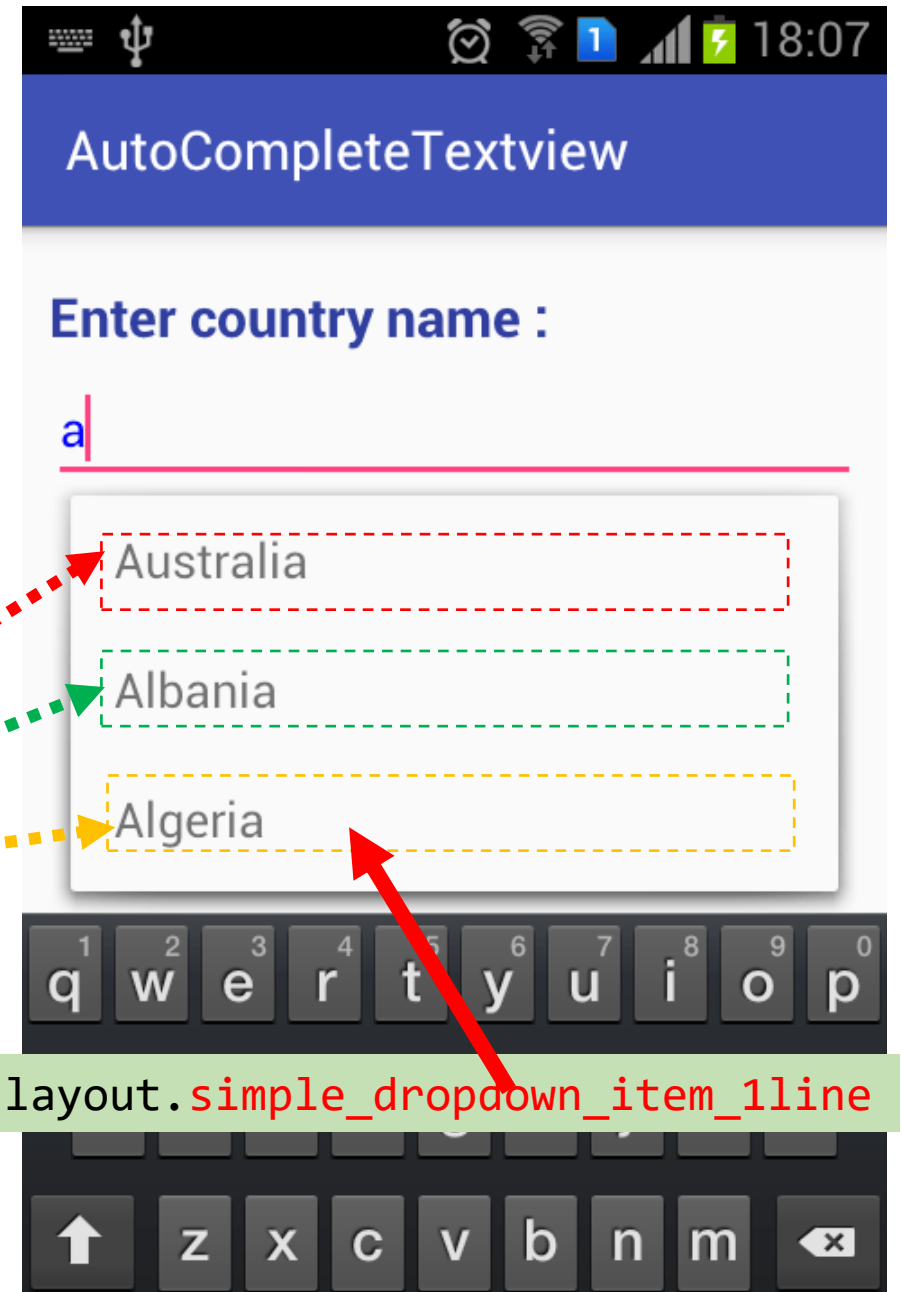 1 18:07
AutoCompleteTextview
Enter country name :
a
Australia
Albania
Algeria
1 2 3 4 5 6 7 8 9 0
q w e r t y u i o p
layout.simple_dropdown_item_1line
z x c v b n m